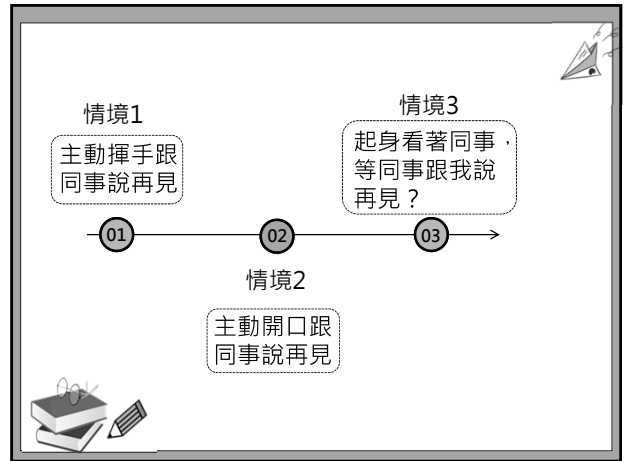 情境1
主動揮手跟
同事說再見
01
02
情境2
主動開口跟
同事說再見
情境3
起身看著同事，
等同事跟我說
再見？
03